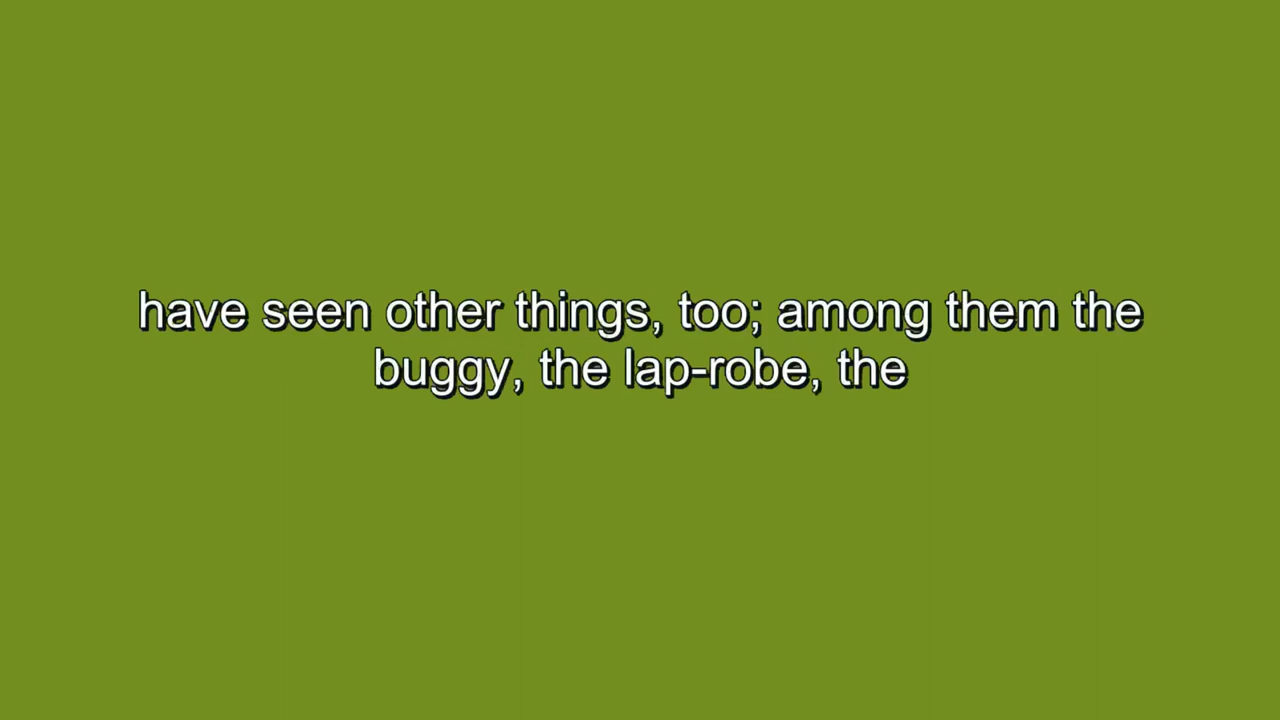 have seen other things, too; among them the
buggy, the lap-robe, the